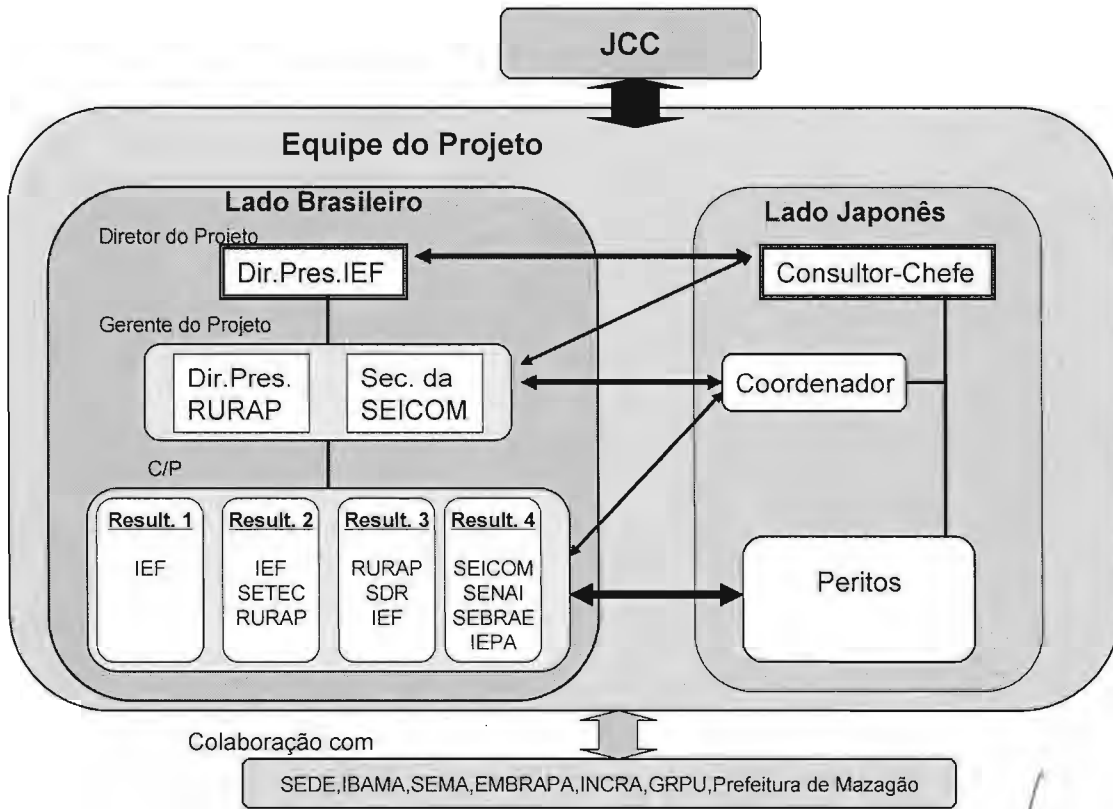 JCC
Equipe do Projeto
Lado Brasileiro
Diretor do Projeto
Dir.Pres.IEF
Gerente do Projeto
Dir.Pres.
RURAP
Sec. da
SEICOM
C/P
Result. 1
IEF
Result. 2
IEF
SETEC
RURAP
Result. 3
RURAP
SDR
IEF
Result. 4
SEICOM
SENAI
SEBRAE
IEPA
Lado Japonês
Consultor-Chefe
Coordenador
Peritos
Colaboração com
SEDE,IBAMA,SEMA,EMBRAPA,INCRA,GRPU,Prefeitura de Mazagão